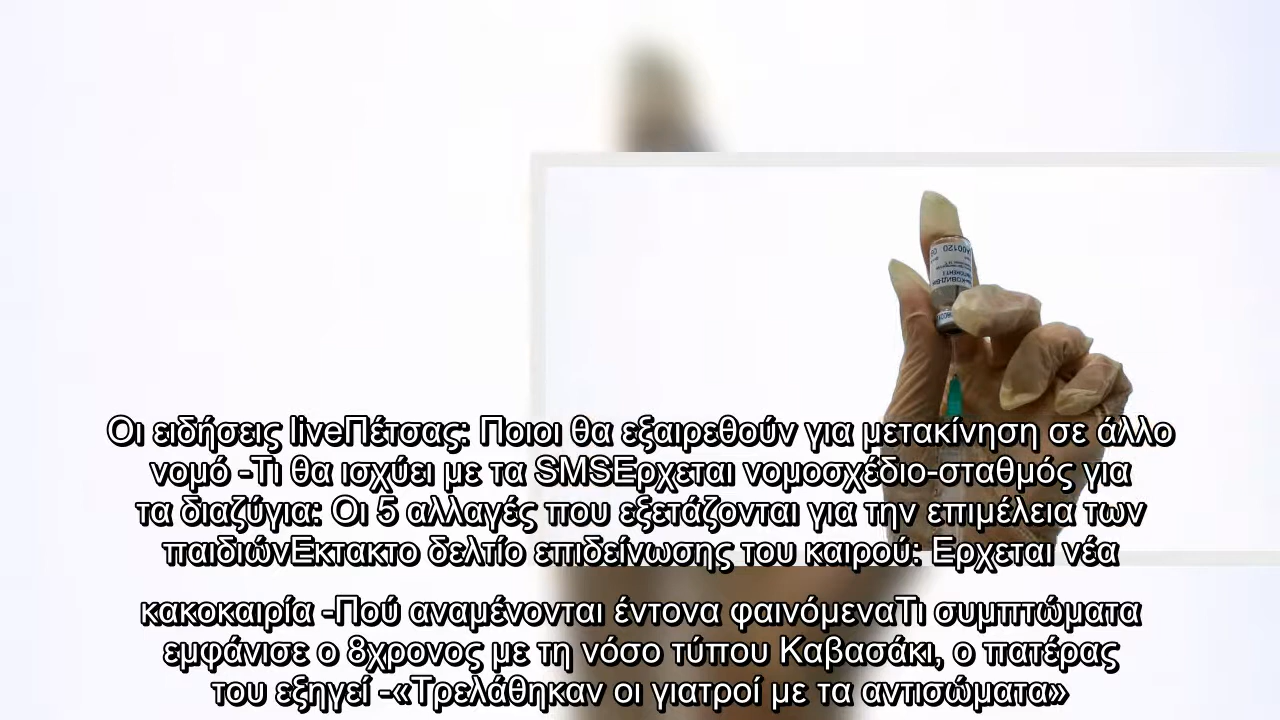 Οι ειδήσεις liveΠέτσας: Ποιοι θα εξαιρεθούν για μετακίνηση σε άλλο
νομό -Τι θα ισχύει με τα SMSΕρχεται νομοσχέδιο-σταθμός για
τα διαζύγια: Οι 5 αλλαγές που εξετάζονται για την επιμέλεια των
παιδιώνΕκτακτο δελτίο επιδείνωσης του καιρού: Ερχεται νέα
κακοκαιρία -Πού αναμένονται έντονα φαινόμεναΤι συμπτώματα
εμφάνισε ο 8χρονος με τη νόσο τύπου Καβασάκι, ο πατέρας
του εξηγεί -«Τρελάθηκαν οι γιατροί με τα αντισώματα»